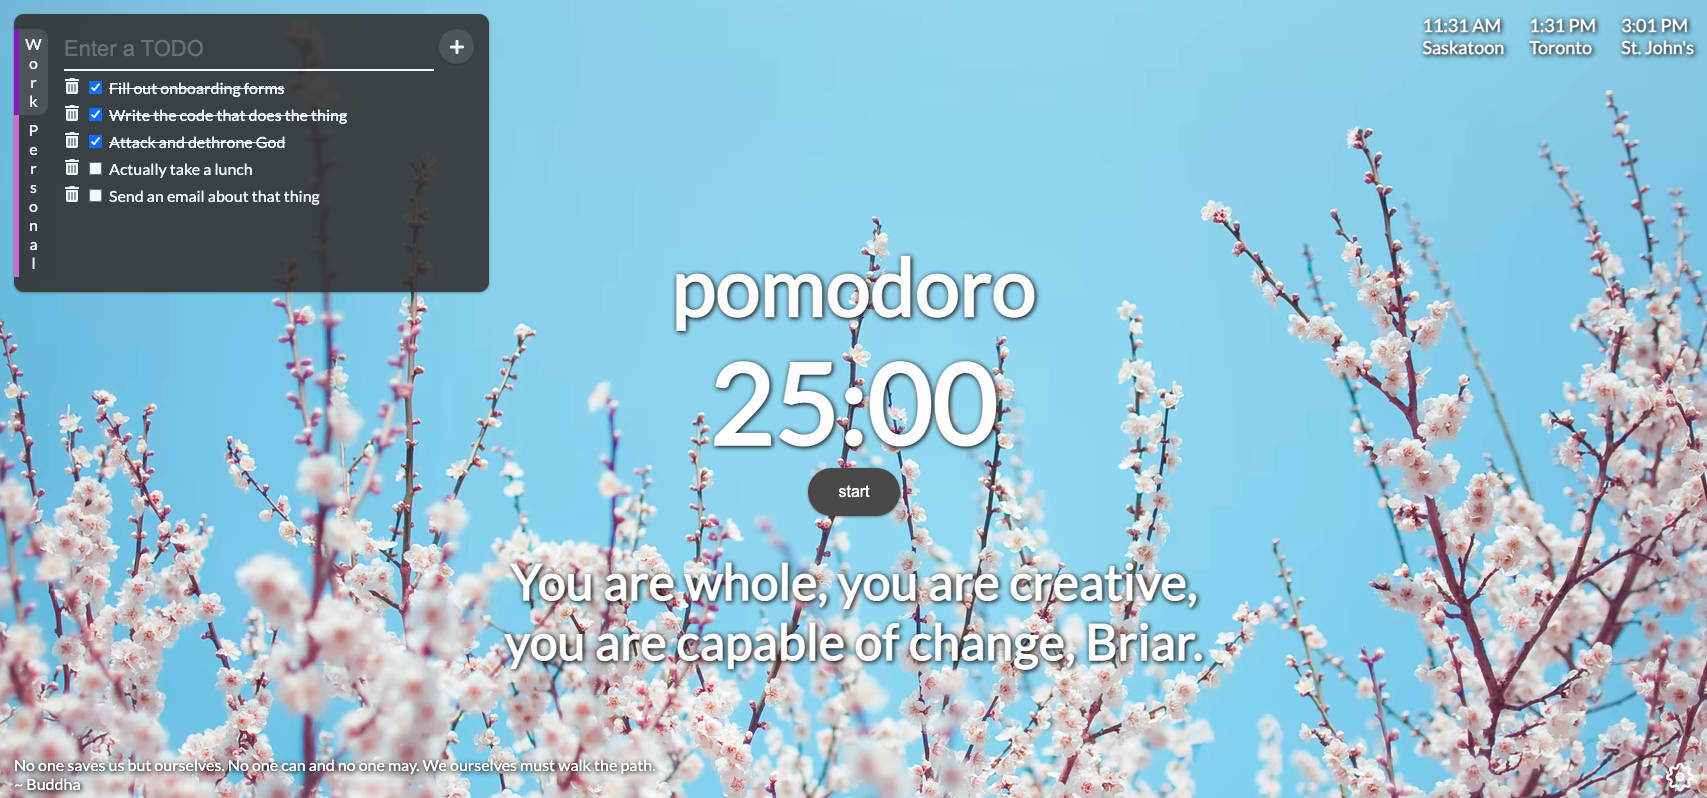 Work
Personal
Enter a TODO
+
Fill out onboarding forms
Write the code that does the thing
Attack and dethrone God
Actually take a lunch
Send an email about that thing
11:31 AM
Saskatoon
1:31 PM
Toronto
3:01 PM
St. John's
pomodoro
25:00
start
You are whole, you are creative,
you are capable of change, Briar.
No one saves us but ourselves. No one can and no one may. We ourselves must walk the path.
~ Buddha